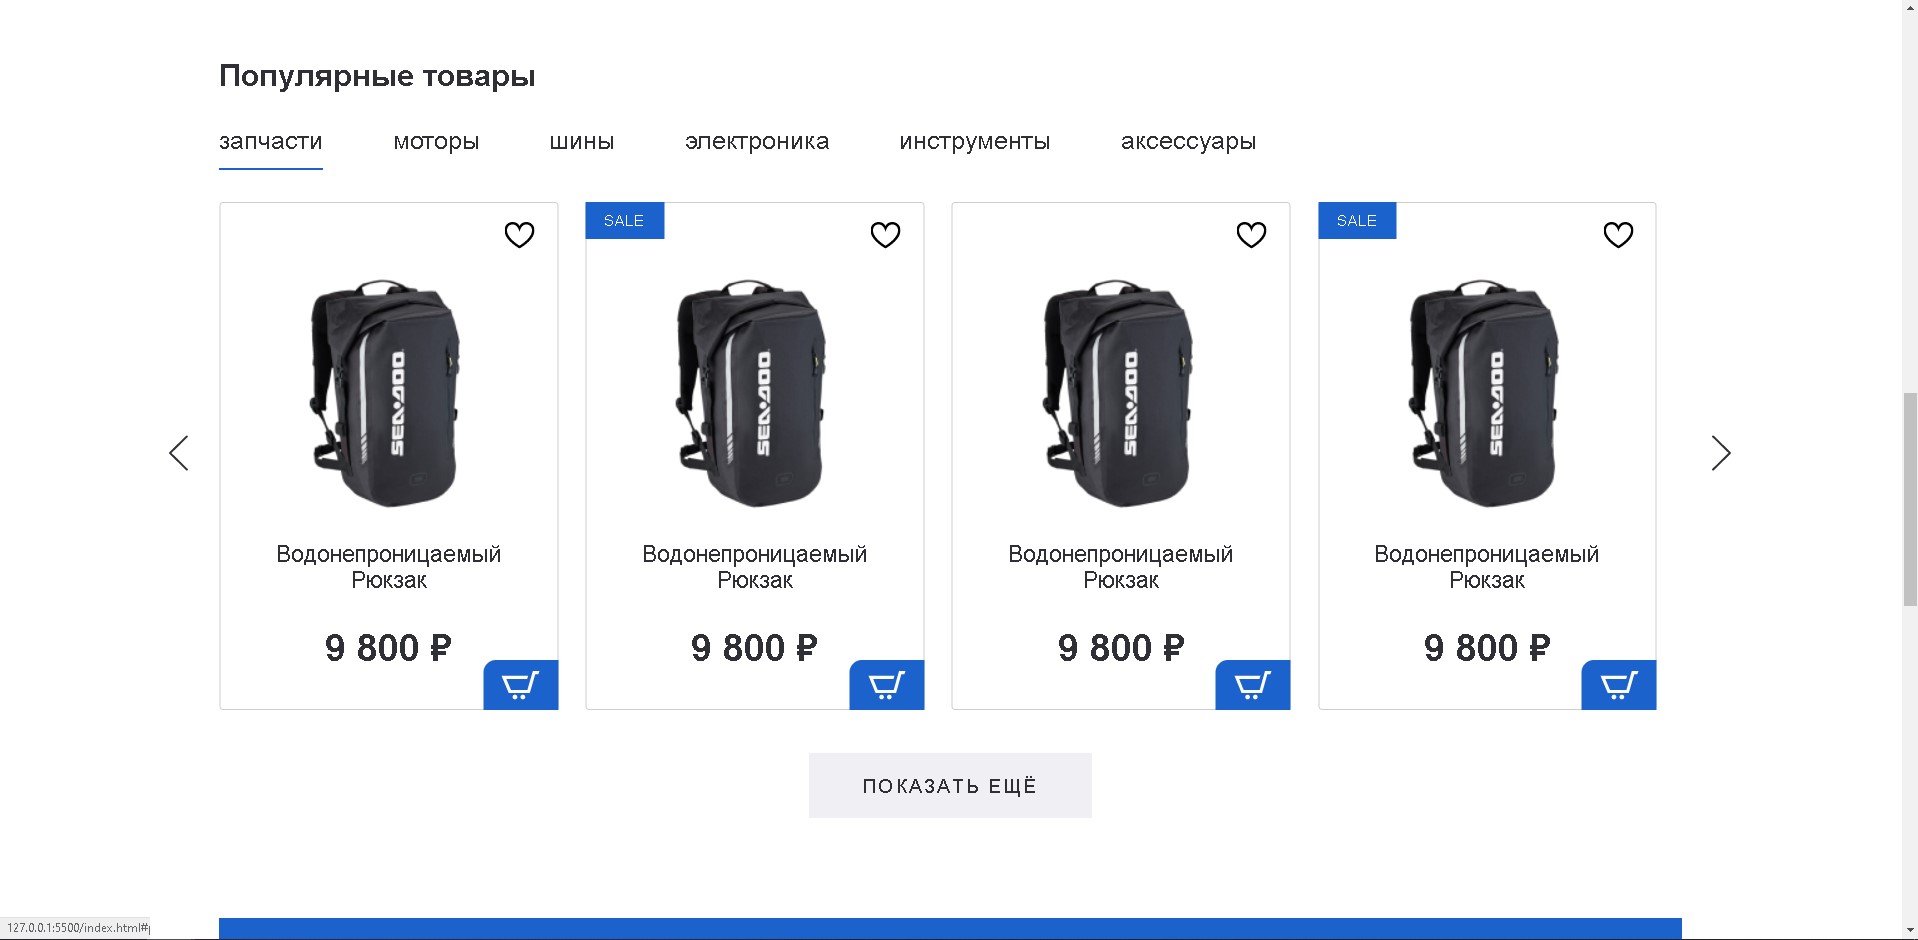 Популярные товары
запчасти моторы шины электроника инструменты аксессуары
SALE
SALE
SEA-DOO
SEA-DOO
SEA-DOO
SEA-DOO
Водонепроницаемый
Рюкзак
Водонепроницаемый
Рюкзак
Водонепроницаемый
Рюкзак
Водонепроницаемый
Рюкзак
9 800 ₽
9 800 ₽
9 800 ₽
9 800 ₽
ПОКАЗАТЬ ЕЩЁ
127.0.0.1:5500/index.html#